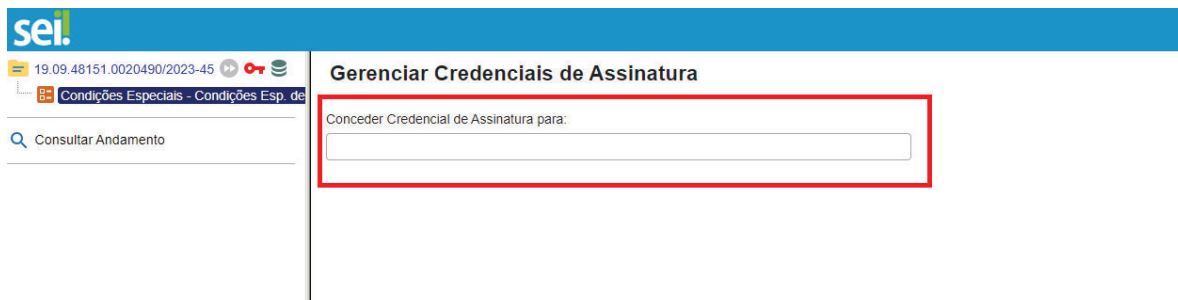 sei!
19.09.48151.0020490/2023-45
Condições Especiais - Condições Esp. de
Consultar Andamento
Gerenciar Credenciais de Assinatura
Conceder Credencial de Assinatura para: